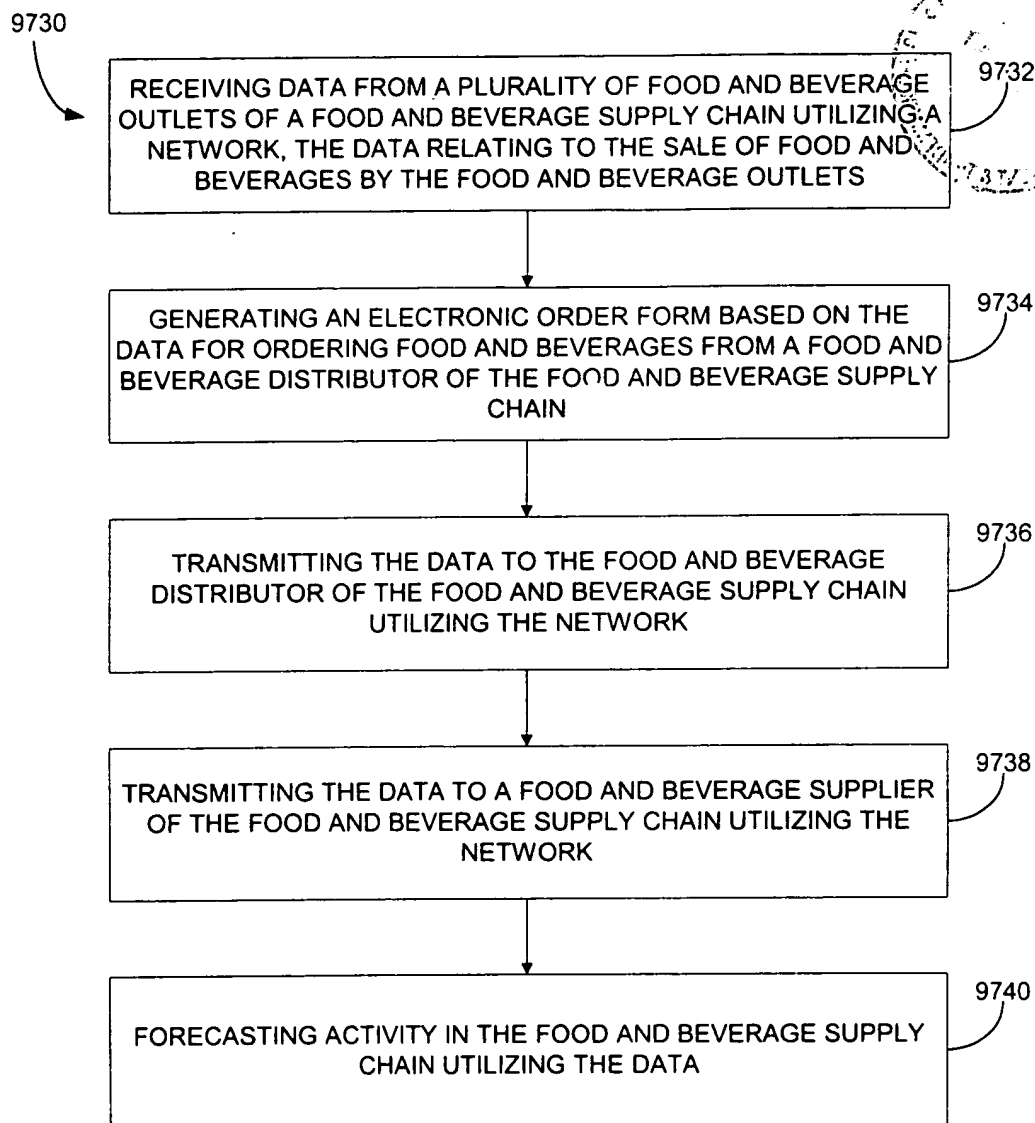 9730
RECEIVING DATA FROM A PLURALITY OF FOOD AND BEVERAGE
OUTLETS OF A FOOD AND BEVERAGE SUPPLY CHAIN UTILIZING A
NETWORK, THE DATA RELATING TO THE SALE OF FOOD AND
BEVERAGES BY THE FOOD AND BEVERAGE OUTLETS
9732
GENERATING AN ELECTRONIC ORDER FORM BASED ON THE
DATA FOR ORDERING FOOD AND BEVERAGES FROM A FOOD AND
BEVERAGE DISTRIBUTOR OF THE FOOD AND BEVERAGE SUPPLY
CHAIN
9734
TRANSMITTING THE DATA TO THE FOOD AND BEVERAGE
DISTRIBUTOR OF THE FOOD AND BEVERAGE SUPPLY CHAIN
UTILIZING THE NETWORK
9736
TRANSMITTING THE DATA TO A FOOD AND BEVERAGE SUPPLIER
OF THE FOOD AND BEVERAGE SUPPLY CHAIN UTILIZING THE
NETWORK
9738
FORECASTING ACTIVITY IN THE FOOD AND BEVERAGE SUPPLY
CHAIN UTILIZING THE DATA
9740